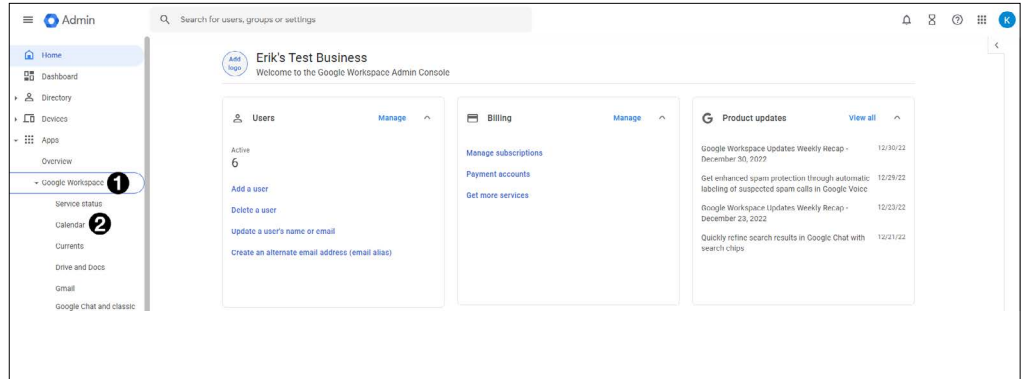 Admin
Search for users, groups or settings
K
Home
Dashboard
Directory
Devices
Apps
Overview
Google Workspace 1
Service status
Calendar 2
Currents
Drive and Docs
Gmail
Google Chat and classic
Add
logo
Erik's Test Business
Welcome to the Google Workspace Admin Console
Users Manage
Active
6
Add a user
Delete a user
Update a user's name or email
Create an alternate email address (email alias)
Billing Manage
Manage subscriptions
Payment accounts
Get more services
G Product updates View all
Google Workspace Updates Weekly Recap - 12/30/22
December 30, 2022
Get enhanced spam protection through automatic 12/29/22
labeling of suspected spam calls in Google Voice
Google Workspace Updates Weekly Recap - 12/23/22
December 23, 2022
Quickly refine search results in Google Chat with 12/21/22
search chips